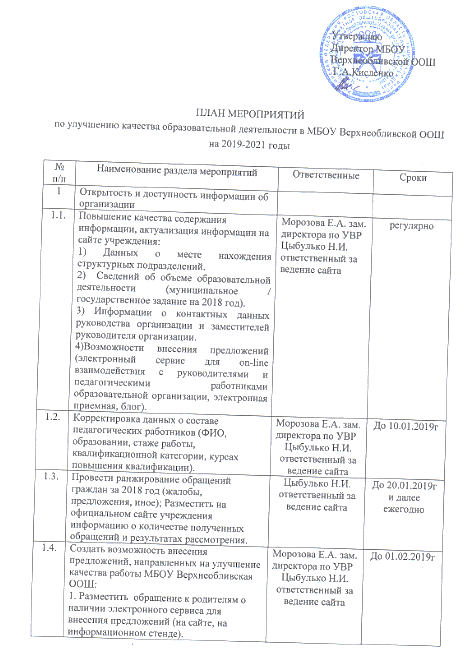 Утверждаю
Директор МБОУ
Верхнеобливской ООШ
Т.А.Кисленко
ПЛАН МЕРОПРИЯТИЙ
по улучшению качества образовательной деятельности в МБОУ Верхнеобливской ООШ
на 2019-2021 годы
№ п/п
Наименование раздела мероприятий
Ответственные
Сроки
1
Открытость и доступность информации об
организации
1.1.
Повышение качества содержания
информации, актуализация информации на
сайте учреждения:
1) Данных о месте нахождения
структурных подразделений.
2) Сведений об объеме образовательной
деятельности (муниципальное /
государственное задание на 2018 год).
3) Информации о контактных данных
руководства организации и заместителей
руководителя организации.
4)Возможности внесения предложений
(электронный сервис для on-line
взаимодействия с руководителями и
педагогическими работниками
образовательной организации, электронная
приемная, блог).
Морозова Е.А. зам.
директора по УВР
Цыбулько Н.И.
ответственный за
ведение сайта
регулярно
1.2.
Корректировка данных о составе
педагогических работников (ФИО,
образовании, стаже работы,
квалификационной категории, курсах
повышения квалификации).
Морозова Е.А. зам.
директора по УВР
Цыбулько Н.И.
ответственный за
ведение сайта
До 10.01.2019г
1.3.
Провести ранжирование обращений
граждан за 2018 год (жалобы,
предложения, иное); Разместить на
официальном сайте учреждения
информацию о количестве полученных
обращений и результатах рассмотрения.
Цыбулько Н.И.
ответственный за
ведение сайта
До 20.01.2019г
и далее
ежегодно
1.4.
Создать возможность внесения
предложений, направленных на улучшение
качества работы МБОУ Верхнеобливская
ООШ:
1. Разместить обращение к родителям о
наличии электронного сервиса для
внесения предложений (на сайте, на
информационном стенде).
Морозова Е.А. зам.
директора по УВР
Цыбулько Н.И.
ответственный за
ведение сайта
До 01.02.2019г